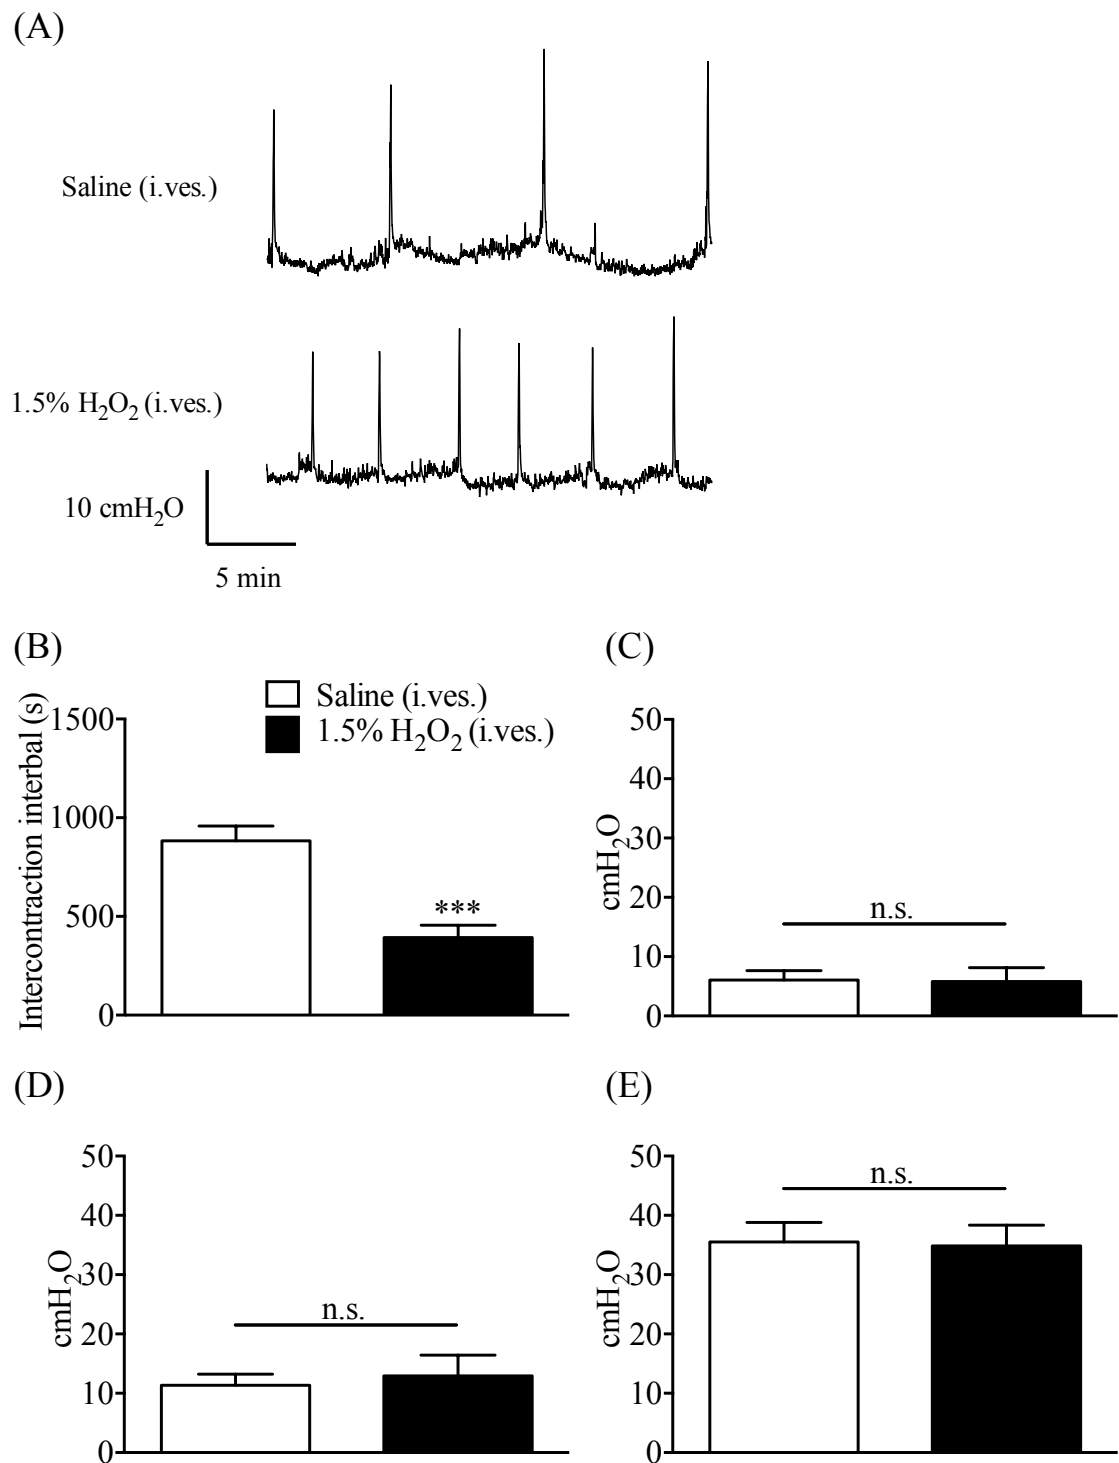 (A)
Saline (i.ves.)
1.5% H₂O₂ (i.ves.)
10 cmH₂O
5 min
(B)
Saline (i.ves.)
1.5% H₂O₂ (i.ves.)
Intercontraction interbal (s)
1500
1000
500
0
***
(C)
cmH₂O
50
40
30
20
10
0
n.s.
(D)
cmH₂O
50
40
30
20
10
0
n.s.
(E)
cmH₂O
50
40
30
20
10
0
n.s.